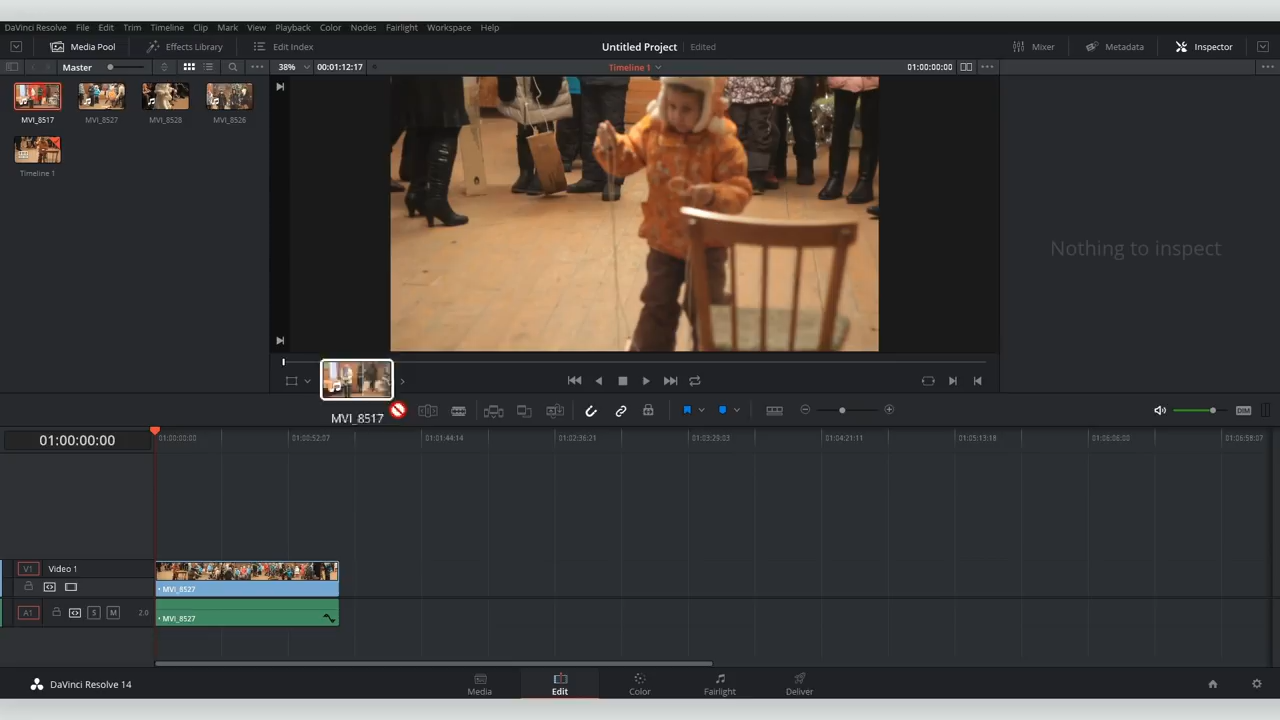 DaVinci Resolve File Edit Trim Timeline Clip Mark View Playback Color Nodes Fairlight Workspace Help
Media Pool Effects Library Edit Index Untitled Project Edited Mixer Metadata Inspector
Master 38% 00:01:12:17 Timeline 1 01:00:00:00
MVI_8517 MVI_8527 MVI_8528 MVI_8526
Timeline 1
Nothing to inspect
MVI_8517
DIM
01:00:00:00 01:00:00:00 01:00:52:07 01:01:44:14 01:02:36:21 01:03:29:03 01:04:21:11 01:05:13:18 01:06:06:00 01:06:58:07
V1 Video 1
MVI_8527
A1 S M 2.0
MVI_8527
DaVinci Resolve 14 Media Edit Color Fairlight Deliver